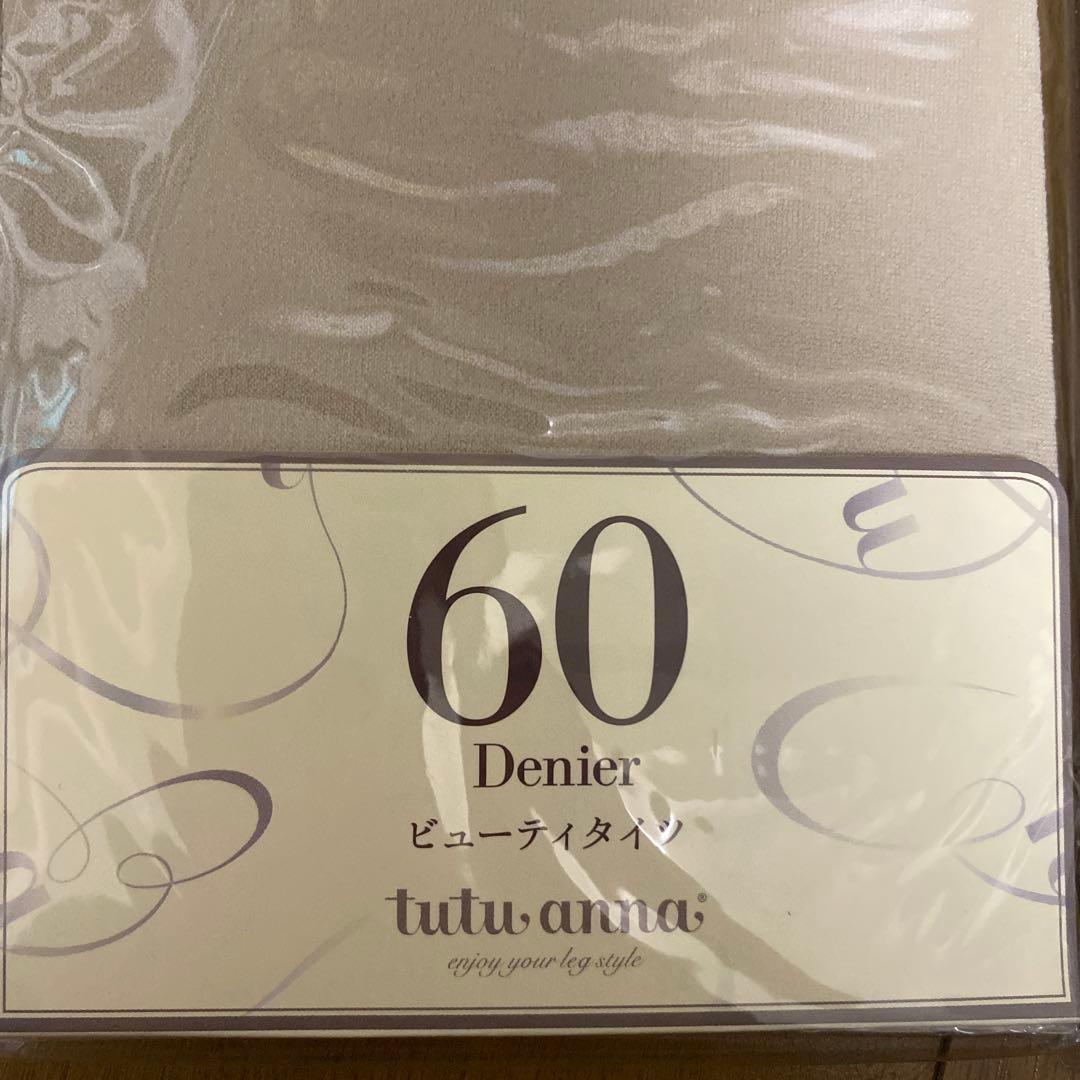 60
Denier
ビューティタイツ
tutu anna®
enjoy your leg style